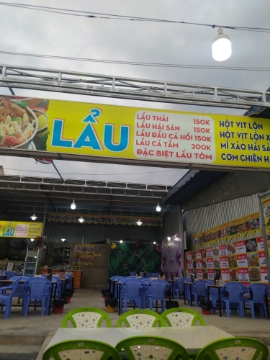 LẨU
LẨU THÁI 150K
LẨU HẢI SẢN 150K
LẨU ĐẦU CÁ HỒI 150K
LẨU CÁ TẦM 200K
ĐẶC BIỆT LẨU TÔM
HỘT VỊT LỘN
HỘT VỊT LỘN
MÌ XÀO HẢI
CƠM CHIÊN
LẨU